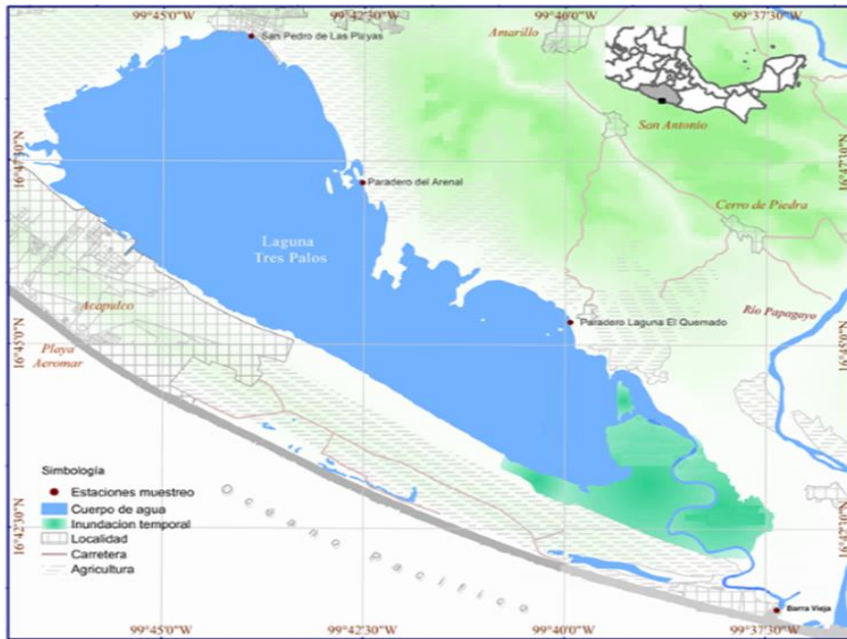 99°45'0"W 99°42'30"W 99°40'0"W 99°37'30"W
San Pedro de Las Playas
Amarillo
San Antonio
16°47'30"N
16°47'30"N
Paradero del Arenal
Cerro de Piedra
Laguna
Tres Palos
Acapulco
Río Papagayo
Paradero Laguna El Quemado
16°45'0"N
16°45'0"N
Playa
Aeromar
Simbología
Estaciones muestreo
Cuerpo de agua
Inundacion temporal
Localidad
Carretera
Agricultura
Oceano Pacifico
16°42'30"N
16°42'30"N
Barra Vieja
99°45'0"W 99°42'30"W 99°40'0"W 99°37'30"W